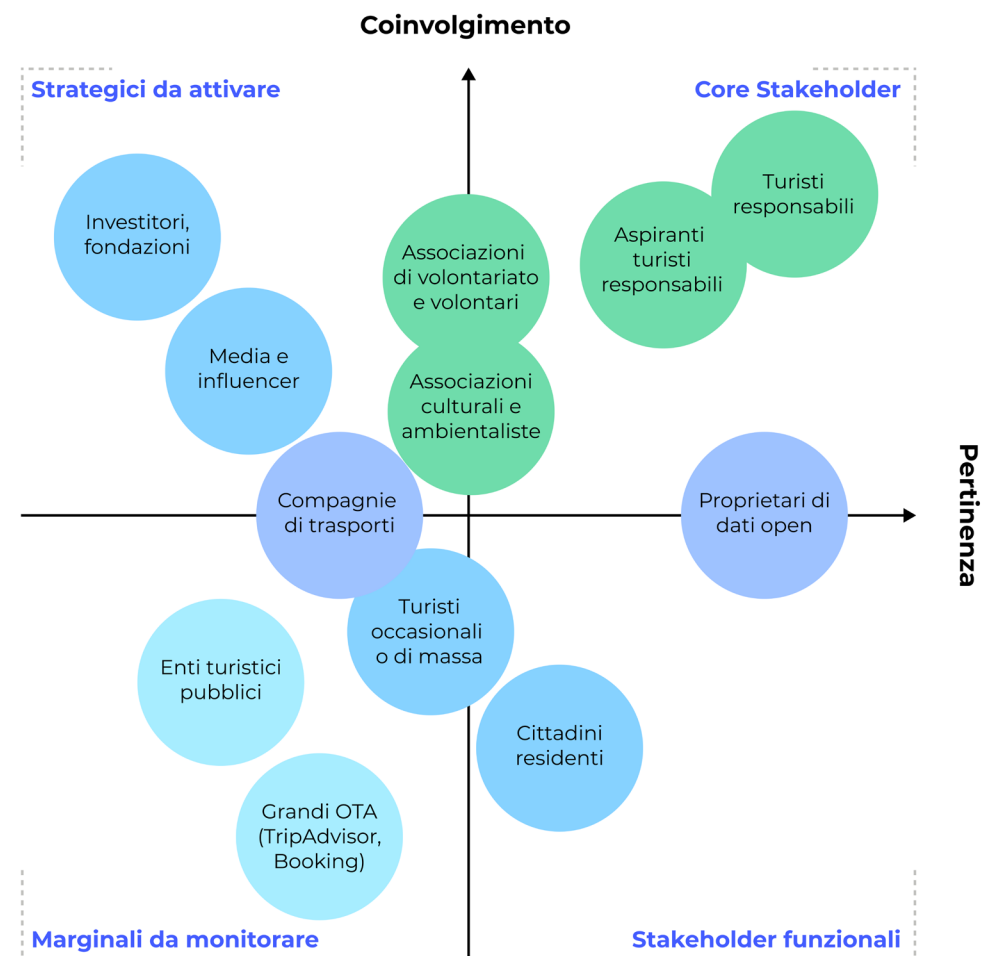 Coinvolgimento
Strategici da attivare
Core Stakeholder
Investitori,
fondazioni
Turisti
responsabili
Associazioni
di volontariato
e volontari
Aspiranti
turisti
responsabili
Media e
influencer
Associazioni
culturali e
ambientaliste
Compagnie
di trasporti
Proprietari di
dati open
Pertinenza
Turisti
occasionali
o di massa
Enti turistici
pubblici
Cittadini
residenti
Grandi OTA
(TripAdvisor,
Booking)
Marginali da monitorare
Stakeholder funzionali